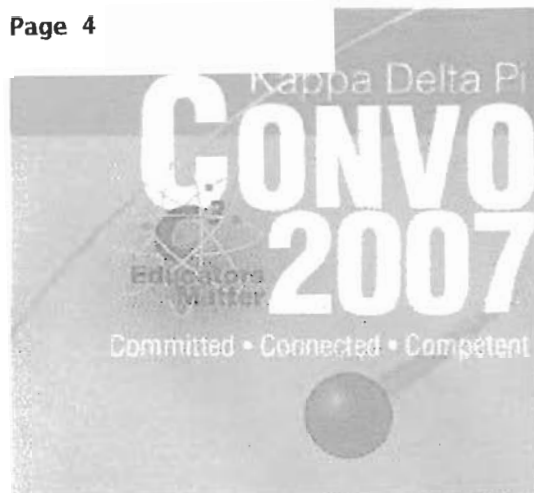 Page 4
Kappa Delta Pi
CONVO
2007
Educators
Matter
Committed • Connected • Competent